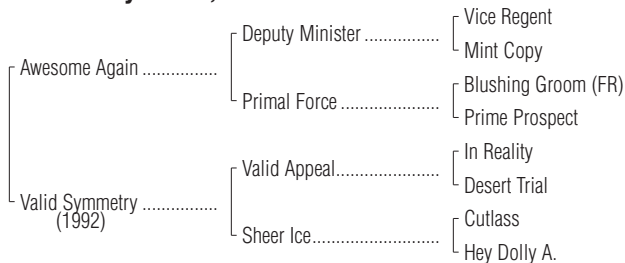 Vice Regent
Deputy Minister ................
Mint Copy
Awesome Again ................
Blushing Groom (FR)
Primal Force .....................
Prime Prospect
In Reality
Valid Appeal......................
Desert Trial
Valid Symmetry ................
(1992)
Cutlass
Sheer Ice...........................
Hey Dolly A.